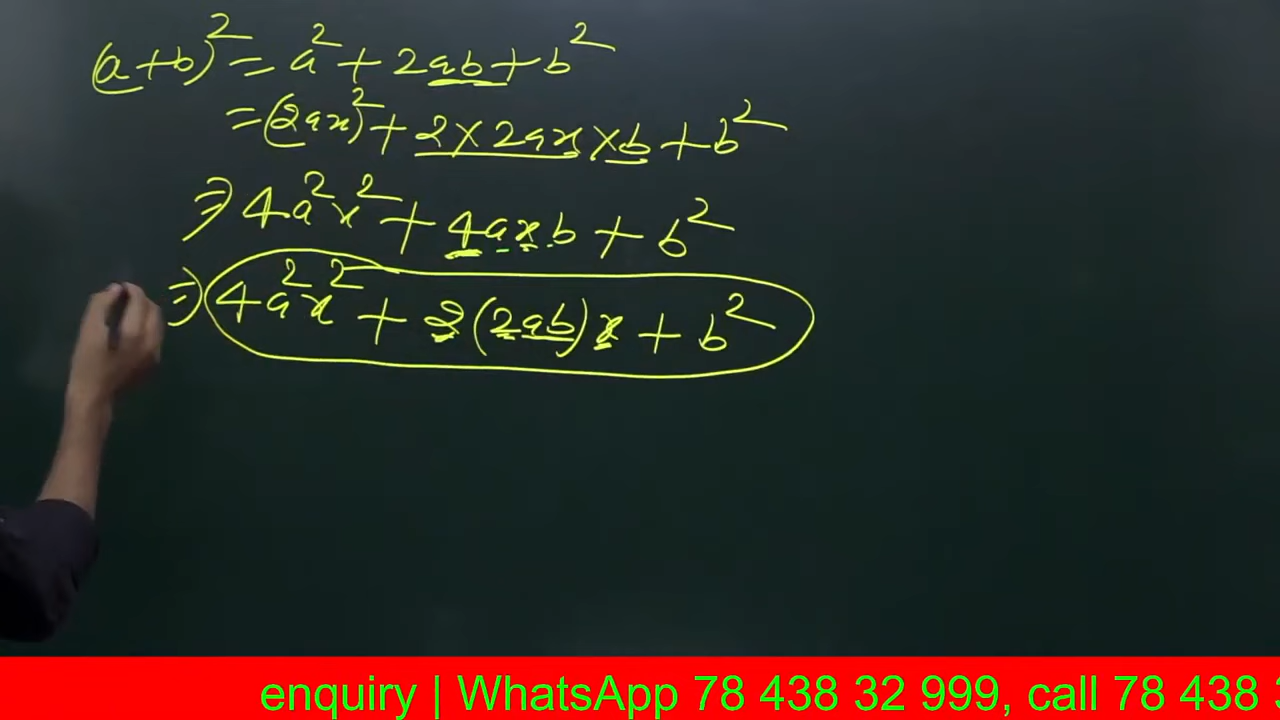 (a+b)² = a² + 2ab + b²
= (2ax)² + 2 × 2ax × b + b²
⇒ 4a²x² + 4axb + b²
⇒ 4a²x² + 2(2ab)x + b²
enquiry | WhatsApp 78 438 32 999, call 78 438